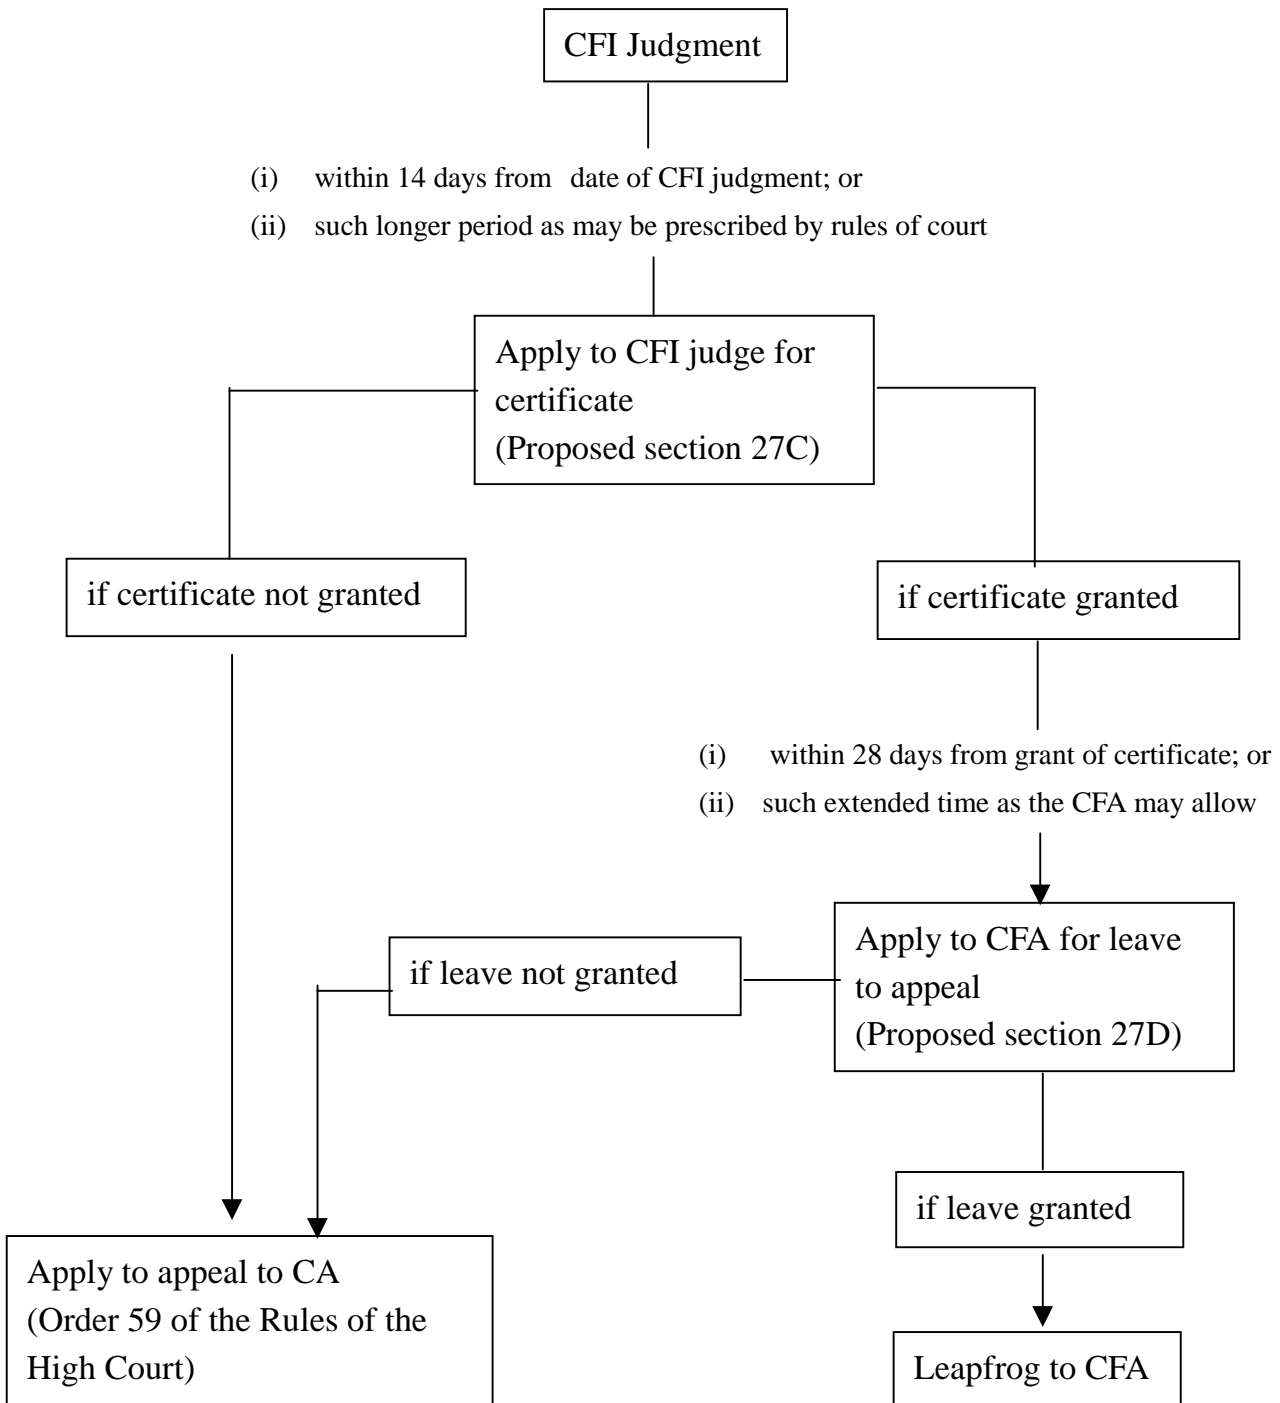 CFI Judgment
(i) within 14 days from date of CFI judgment; or
(ii) such longer period as may be prescribed by rules of court
Apply to CFI judge for
certificate
(Proposed section 27C)
if certificate not granted
if certificate granted
(i) within 28 days from grant of certificate; or
(ii) such extended time as the CFA may allow
Apply to CFA for leave
to appeal
(Proposed section 27D)
if leave not granted
if leave granted
Apply to appeal to CA
(Order 59 of the Rules of the
High Court)
Leapfrog to CFA